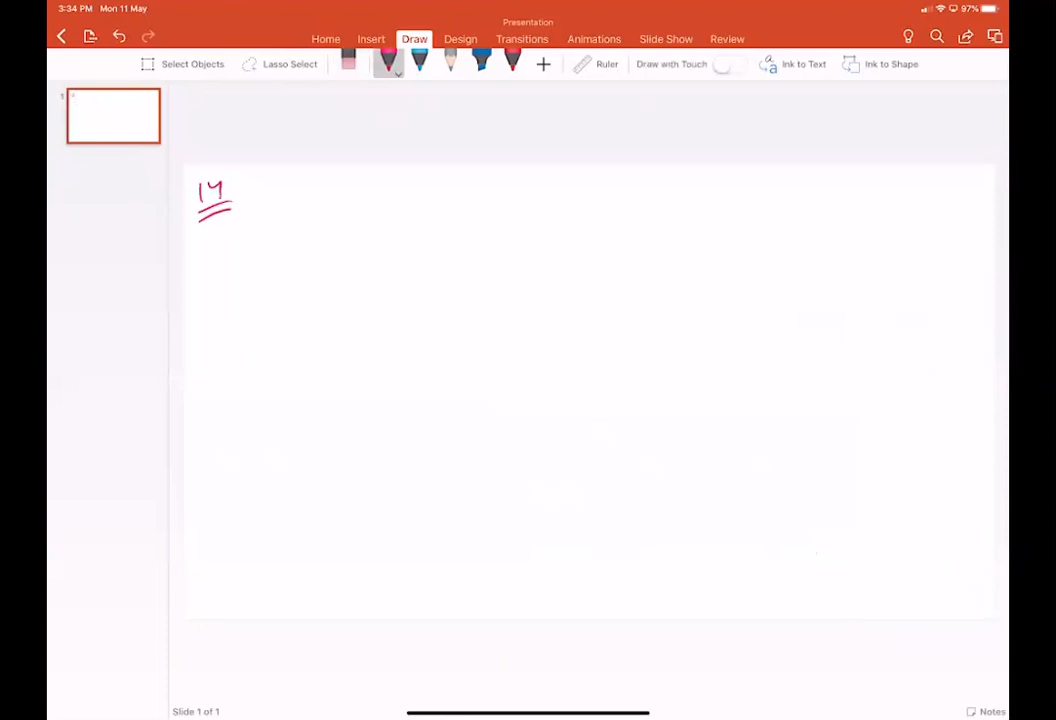 3:34 PM Mon 11 May 97%
Presentation
Home Insert Draw Design Transitions Animations Slide Show Review
Select Objects Lasso Select Ruler Draw with Touch Ink to Text Ink to Shape
1
14
Slide 1 of 1 Notes